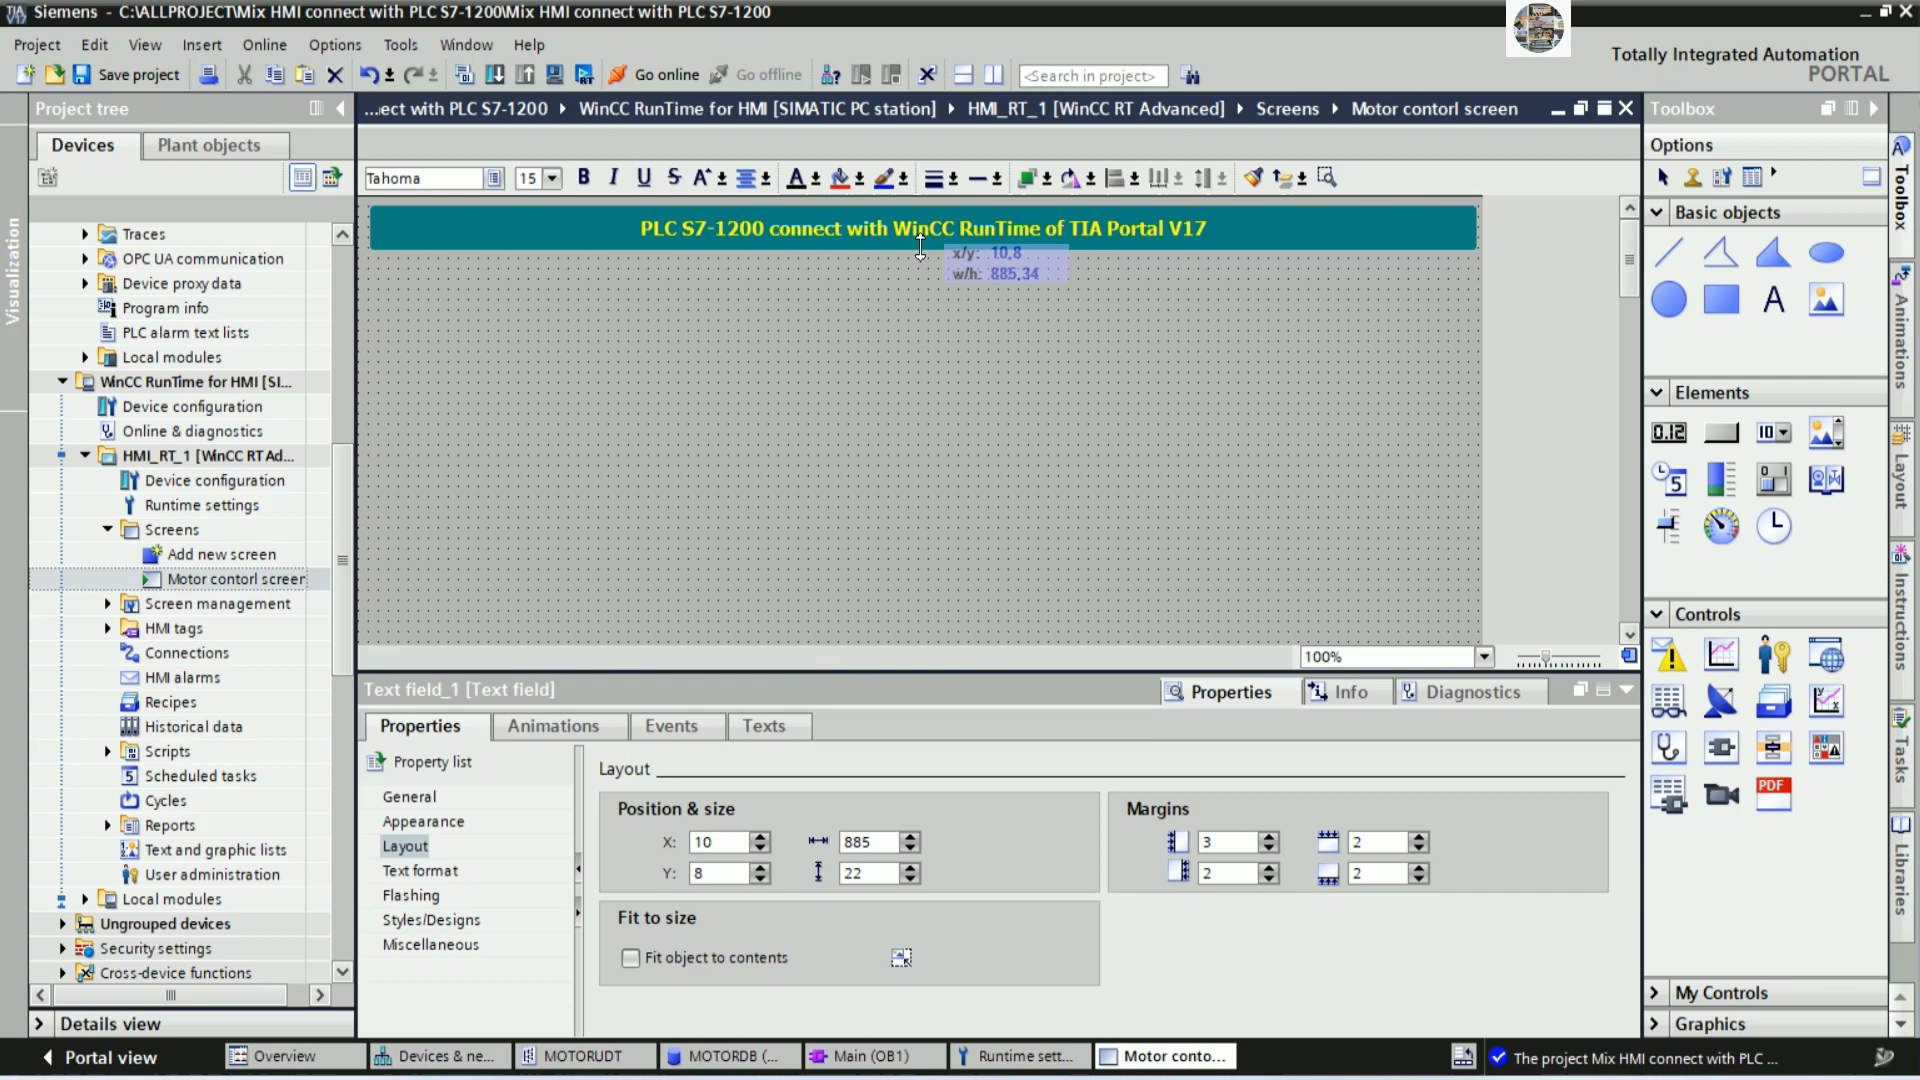 Siemens - C:\ALLPROJECT\Mix HMI connect with PLC S7-1200\Mix HMI connect with PLC S7-1200
Project Edit View Insert Online Options Tools Window Help
Totally Integrated Automation
PORTAL
Save project
Go online
Go offline
<Search in project>
Project tree
...ect with PLC S7-1200 WinCC RunTime for HMI [SIMATIC PC station] HMI_RT_1 [WinCC RT Advanced] Screens Motor contorl screen
Toolbox
Devices
Plant objects
Options
Tahoma
15
B I U S
Visualization
Traces
OPC UA communication
Device proxy data
Program info
PLC alarm text lists
Local modules
WinCC RunTime for HMI [SI...
Device configuration
Online & diagnostics
HMI_RT_1 [WinCC RT Ad...
Device configuration
Runtime settings
Screens
Add new screen
Motor contorl screen
Screen management
HMI tags
Connections
HMI alarms
Recipes
Historical data
Scripts
Scheduled tasks
Cycles
Reports
Text and graphic lists
User administration
Local modules
Ungrouped devices
Security settings
Cross-device functions
Details view
PLC S7-1200 connect with WinCC RunTime of TIA Portal V17
x/y: 10,8
w/h: 885,34
100%
Basic objects
A
Elements
0.12
10
5
Controls
PDF
My Controls
Graphics
Toolbox
Animations
Layout
Instructions
Tasks
Libraries
Text field_1 [Text field]
Properties
Info
Diagnostics
Properties
Animations
Events
Texts
Property list
General
Appearance
Layout
Text format
Flashing
Styles/Designs
Miscellaneous
Layout
Position & size
X: 10
885
Y: 8
22
Margins
3
2
2
2
Fit to size
Fit object to contents
Portal view
Overview
Devices & ne...
MOTORUDT
MOTORDB (...
Main (OB1)
Runtime sett...
Motor conto...
The project Mix HMI connect with PLC ...